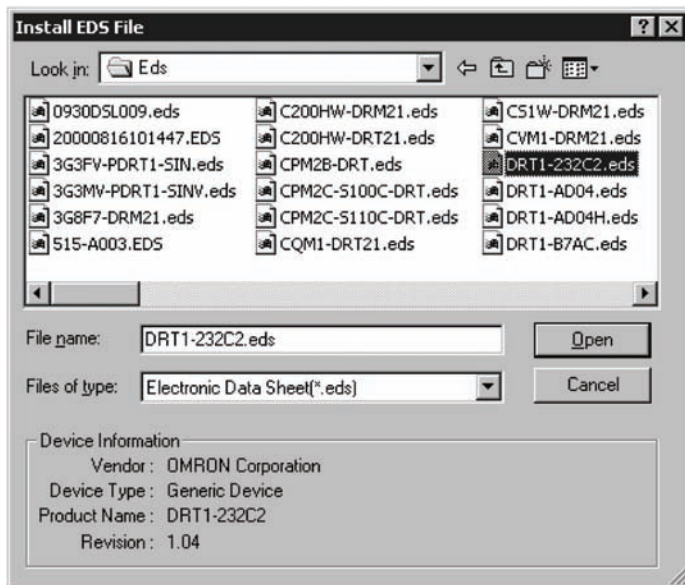 Install EDS File
Look in: Eds
0930DSL009.eds C200HW-DRM21.eds CS1W-DRM21.eds
20000816101447.EDS C200HW-DRT21.eds CVM1-DRM21.eds
3G3FV-PDRT1-SIN.eds CPM2B-DRT.eds DRT1-232C2.eds
3G3MV-PDRT1-SINV.eds CPM2C-S100C-DRT.eds DRT1-AD04.eds
3G8F7-DRM21.eds CPM2C-S110C-DRT.eds DRT1-AD04H.eds
515-A003.EDS CQM1-DRT21.eds DRT1-B7AC.eds
File name: DRT1-232C2.eds Open
Files of type: Electronic Data Sheet(*.eds) Cancel
Device Information
Vendor : OMRON Corporation
Device Type : Generic Device
Product Name : DRT1-232C2
Revision : 1.04